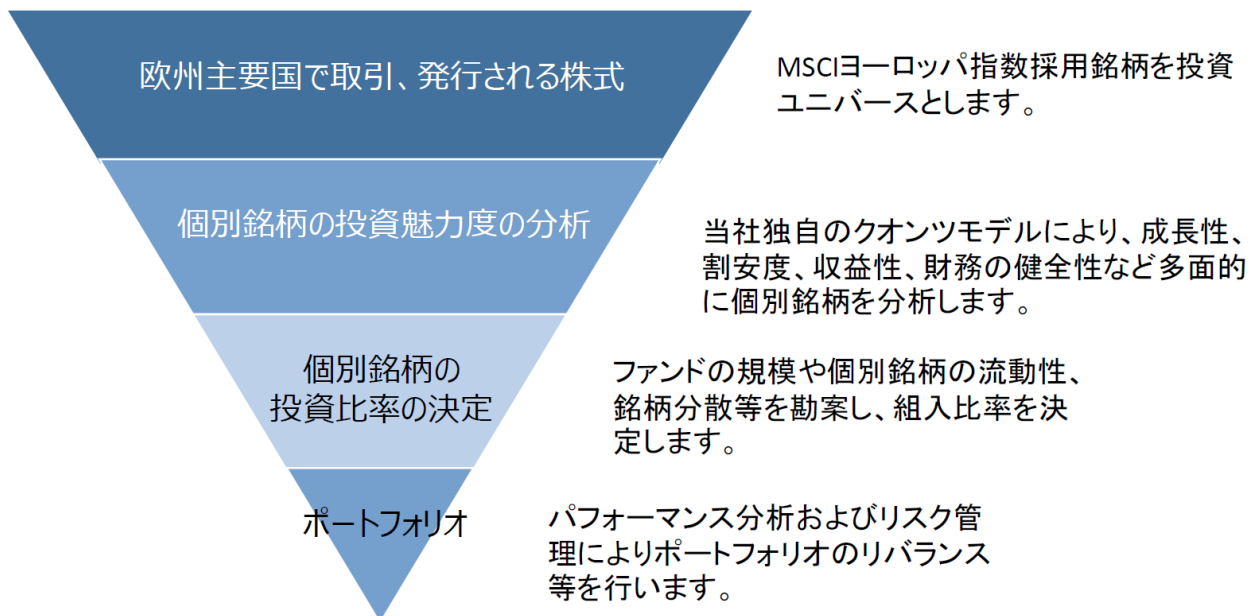 欧州主要国で取引、発行される株式
MSCIヨーロッパ指数採用銘柄を投資
ユニバースとします。
個別銘柄の投資魅力度の分析
当社独自のクオンツモデルにより、成長性、
割安度、収益性、財務の健全性など多面的
に個別銘柄を分析します。
個別銘柄の
投資比率の決定
ファンドの規模や個別銘柄の流動性、
銘柄分散等を勘案し、組入比率を決
定します。
ポートフォリオ
パフォーマンス分析およびリスク管
理によりポートフォリオのリバランス
等を行います。